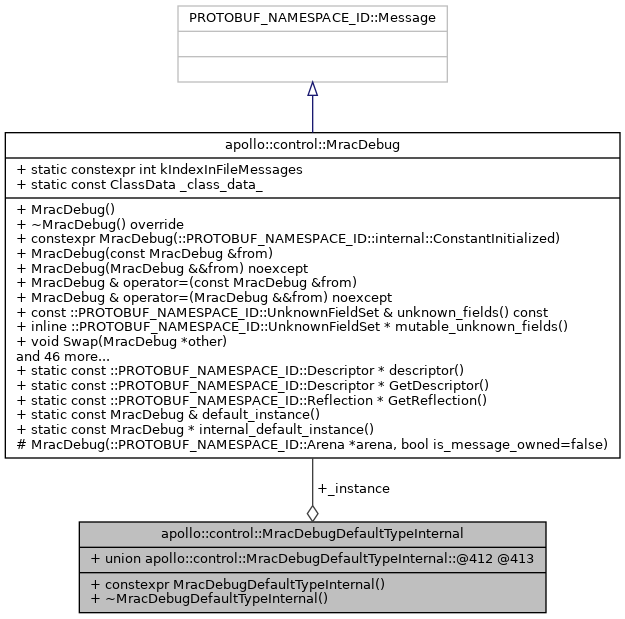 PROTOBUF_NAMESPACE_ID::Message
apollo::control::MracDebug
+ static constexpr int kIndexInFileMessages
+ static const ClassData _class_data_
+ MracDebug()
+ ~MracDebug() override
+ constexpr MracDebug(::PROTOBUF_NAMESPACE_ID::internal::ConstantInitialized)
+ MracDebug(const MracDebug &from)
+ MracDebug(MracDebug &&from) noexcept
+ MracDebug & operator=(const MracDebug &from)
+ MracDebug & operator=(MracDebug &&from) noexcept
+ const ::PROTOBUF_NAMESPACE_ID::UnknownFieldSet & unknown_fields() const
+ inline ::PROTOBUF_NAMESPACE_ID::UnknownFieldSet * mutable_unknown_fields()
+ void Swap(MracDebug *other)
and 46 more...
+ static const ::PROTOBUF_NAMESPACE_ID::Descriptor * descriptor()
+ static const ::PROTOBUF_NAMESPACE_ID::Descriptor * GetDescriptor()
+ static const ::PROTOBUF_NAMESPACE_ID::Reflection * GetReflection()
+ static const MracDebug & default_instance()
+ static const MracDebug * internal_default_instance()
# MracDebug(::PROTOBUF_NAMESPACE_ID::Arena *arena, bool is_message_owned=false)
+_instance
apollo::control::MracDebugDefaultTypeInternal
+ union apollo::control::MracDebugDefaultTypeInternal::@412 @413
+ constexpr MracDebugDefaultTypeInternal()
+ ~MracDebugDefaultTypeInternal()